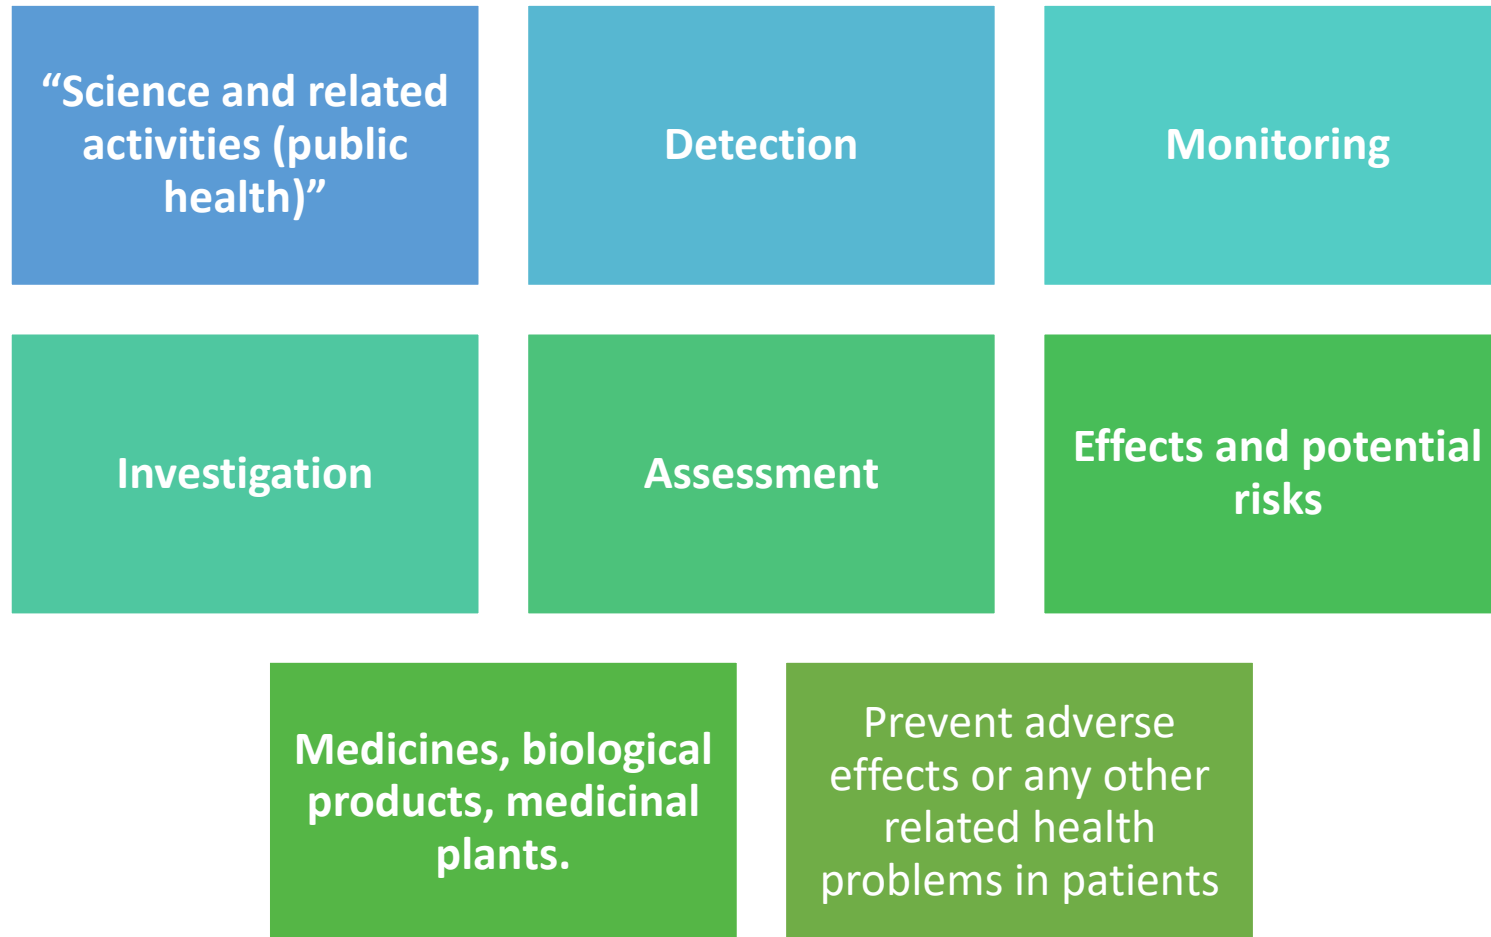 “Science and related
activities (public
health)”
Detection
Monitoring
Investigation
Assessment
Effects and potential
risks
Medicines, biological
products, medicinal
plants.
Prevent adverse
effects or any other
related health
problems in patients